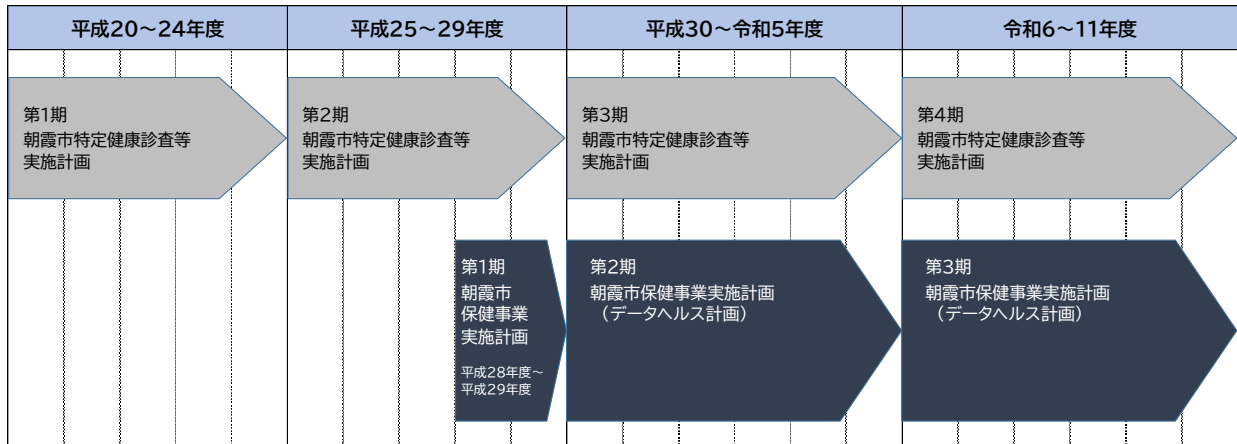 平成20～24年度
平成25～29年度
平成30～令和5年度
令和6～11年度
第1期
朝霞市特定健康診査等
実施計画
第2期
朝霞市特定健康診査等
実施計画
第3期
朝霞市特定健康診査等
実施計画
第4期
朝霞市特定健康診査等
実施計画
第1期
朝霞市
保健事業
実施計画
平成28年度～
平成29年度
第2期
朝霞市保健事業実施計画
（データヘルス計画）
第3期
朝霞市保健事業実施計画
（データヘルス計画）